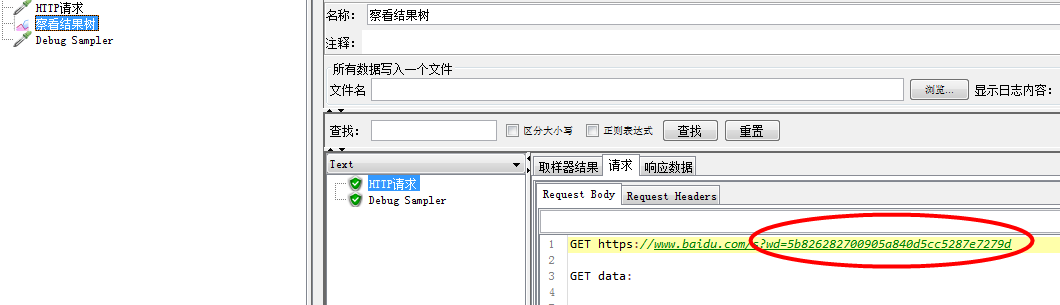 HTTP请求
察看结果树
Debug Sampler
名称： 察看结果树
注释：
所有数据写入一个文件
文件名 浏览... 显示日志内容：
查找： 区分大小写 正则表达式 查找 重置
Text
HTTP请求
Debug Sampler
取样器结果 请求 响应数据
Request Body Request Headers
1 GET https://www.baidu.com/s?wd=5b826282700905a840d5cc5287e7279d
2
3 GET data:
4